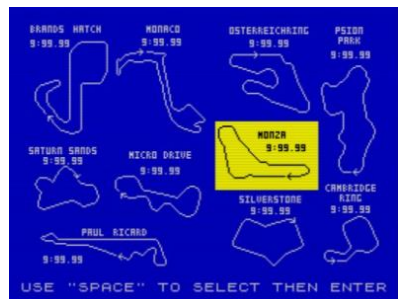 BRANDS HATCH
9:99.99
MONACO
9:99.99
OSTERREICHRING
9:99.99
PSION
PARK
9:99.99
SATURN SANDS
9:99.99
MICRO DRIVE
9:99.99
MONZA
9:99.99
SILVERSTONE
9:99.99
CAMBRIDGE
RING
9:99.99
PAUL RICARD
9:99.99
USE "SPACE" TO SELECT THEN ENTER